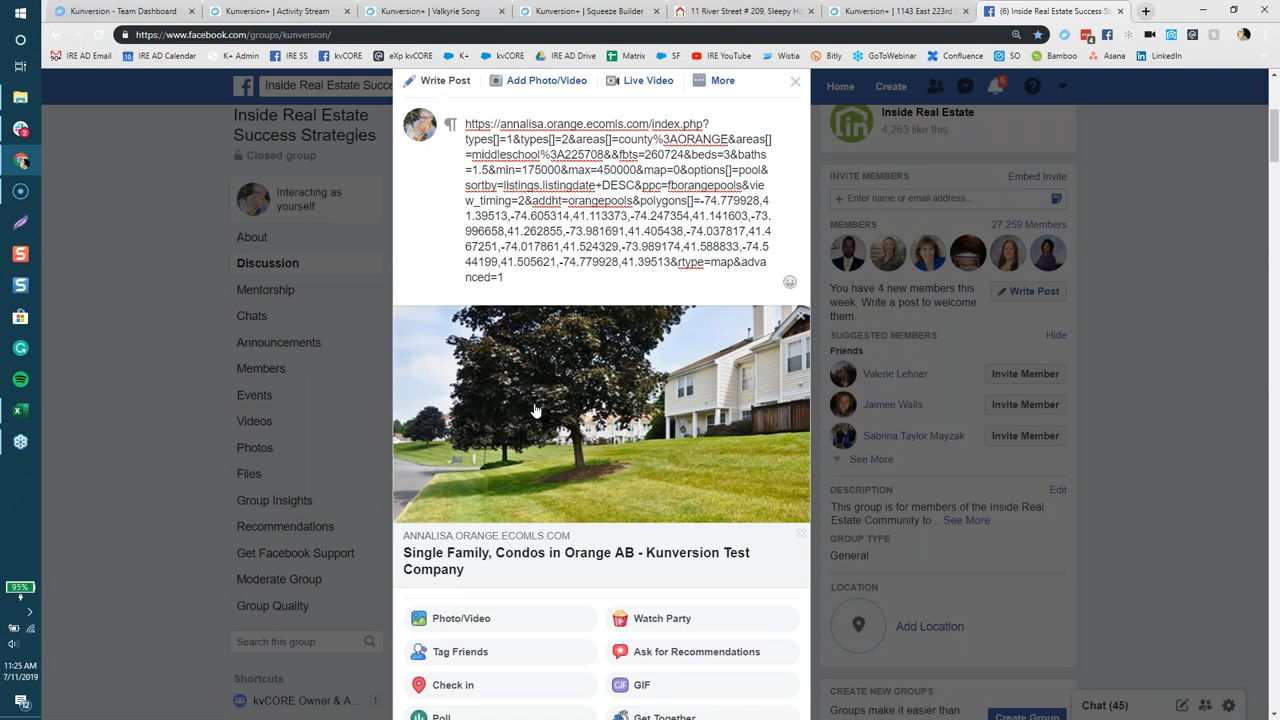 Kunversion - Team Dashboard
Kunversion+ | Activity Stream
Kunversion+ | Valkyrie Song
Kunversion+ | Squeeze Builder
11 River Street # 209, Sleepy Ho
Kunversion+ | 1143 East 223rd
(6) Inside Real Estate Success St
https://www.facebook.com/groups/kunversion/
IRE AD Email
IRE AD Calendar
K+ Admin
IRE SS
kvCORE
eXp kvCORE
K+
kvCORE
IRE AD Drive
Matrix
SF
IRE YouTube
Wistia
Bitly
GoToWebinar
Confluence
SO
Bamboo
Asana
LinkedIn
Inside Real Estate Succe
Home
Create
6
Write Post
Add Photo/Video
Live Video
More
https://annalisa.orange.ecomls.com/index.php?
types[]=1&types[]=2&areas[]=county%3AORANGE&areas[]
=middleschool%3A225708&&fbts=260724&beds=3&baths
=1.5&min=175000&max=450000&map=0&options[]=pool&
sortby=listings.listingdate+DESC&ppc=fborangepools&vie
w_timing=2&addht=orangepools&polygons[]=-74.779928,4
1.39513,-74.605314,41.113373,-74.247354,41.141603,-73.
996658,41.262855,-73.981691,41.405438,-74.037817,41.4
67251,-74.017861,41.524329,-73.989174,41.588833,-74.5
44199,41.505621,-74.779928,41.39513&rtype=map&adva
nced=1
ANNALISA.ORANGE.ECOMLS.COM
Single Family, Condos in Orange AB - Kunversion Test
Company
Photo/Video
Watch Party
Tag Friends
Ask for Recommendations
Check in
GIF
GIF
Poll
Get Together
Inside Real Estate
Success Strategies
Closed group
Interacting as
yourself
About
Discussion
Mentorship
Chats
Announcements
Members
Events
Videos
Photos
Files
Group Insights
Recommendations
Get Facebook Support
Moderate Group
Group Quality
Search this group
Shortcuts
kvCORE Owner & A...
1
Inside Real Estate
4,263 like this
INVITE MEMBERS
Embed Invite
Enter name or email address...
MEMBERS
27,259 Members
You have 4 new members this
week. Write a post to welcome
them.
Write Post
SUGGESTED MEMBERS
Hide
Friends
Valerie Lehner
Invite Member
Jaimee Walls
Invite Member
Sabrina Taylor Mayzak
Invite Member
See More
DESCRIPTION
Edit
This group is for members of the Inside Real
Estate Community to... See More
GROUP TYPE
General
LOCATION
Add Location
CREATE NEW GROUPS
Groups make it easier than
Create Group
Chat (45)
95%
11:25 AM
7/11/2019